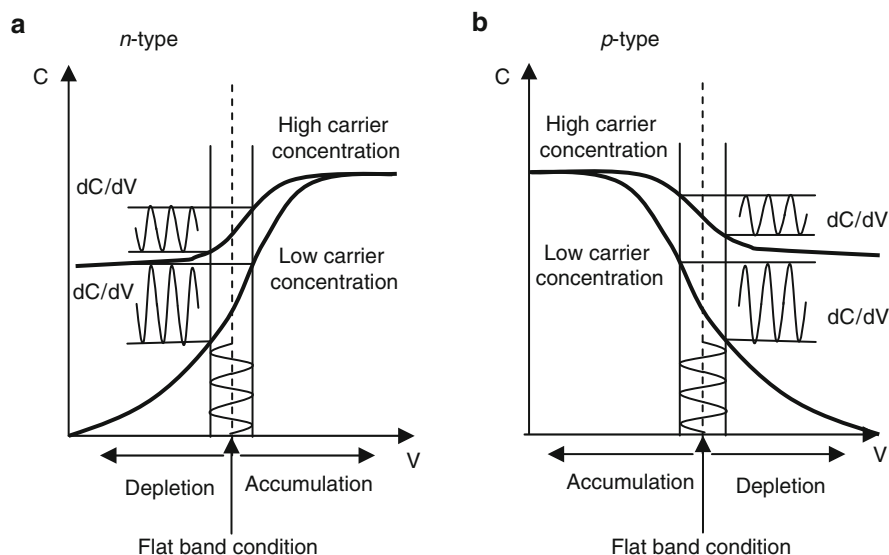 a
n-type
C
High carrier
concentration
dC/dV
Low carrier
concentration
dC/dV
V
Depletion
Accumulation
Flat band condition
b
p-type
C
High carrier
concentration
dC/dV
Low carrier
concentration
dC/dV
V
Accumulation
Depletion
Flat band condition